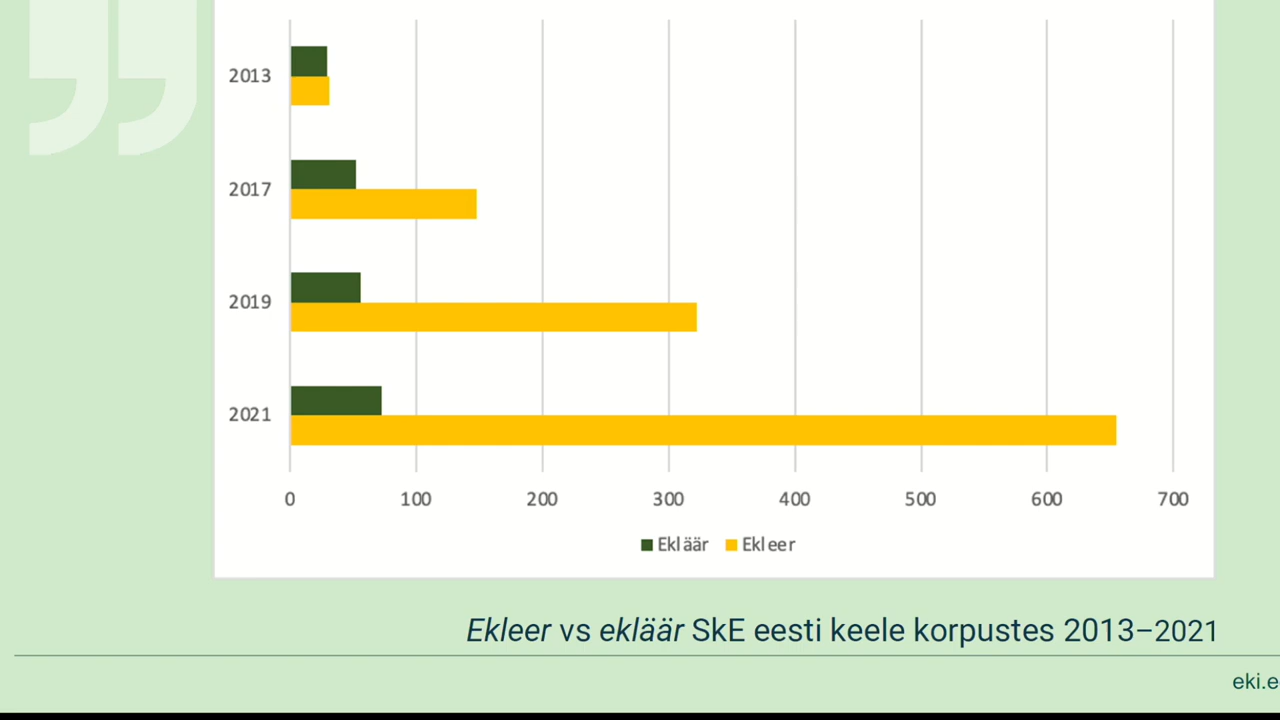 2013
2017
2019
2021
0 100 200 300 400 500 600 700
Ekläär Ekleer
Ekleer vs ekläär SkE eesti keele korpustes 2013–2021
eki.e